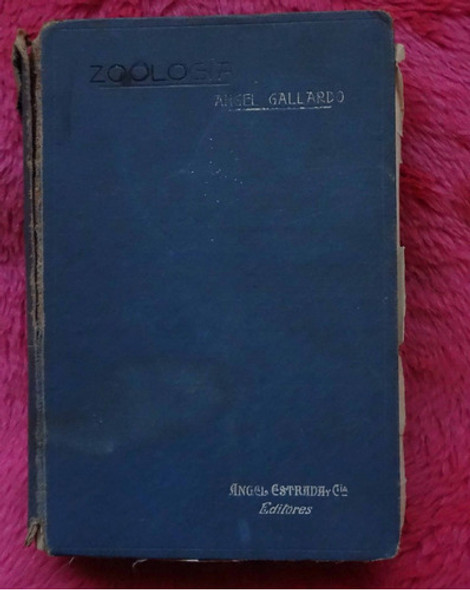 ZOOLOGIA
ANGEL GALLARDO
ANGEL ESTRADA Y Cía
Editores